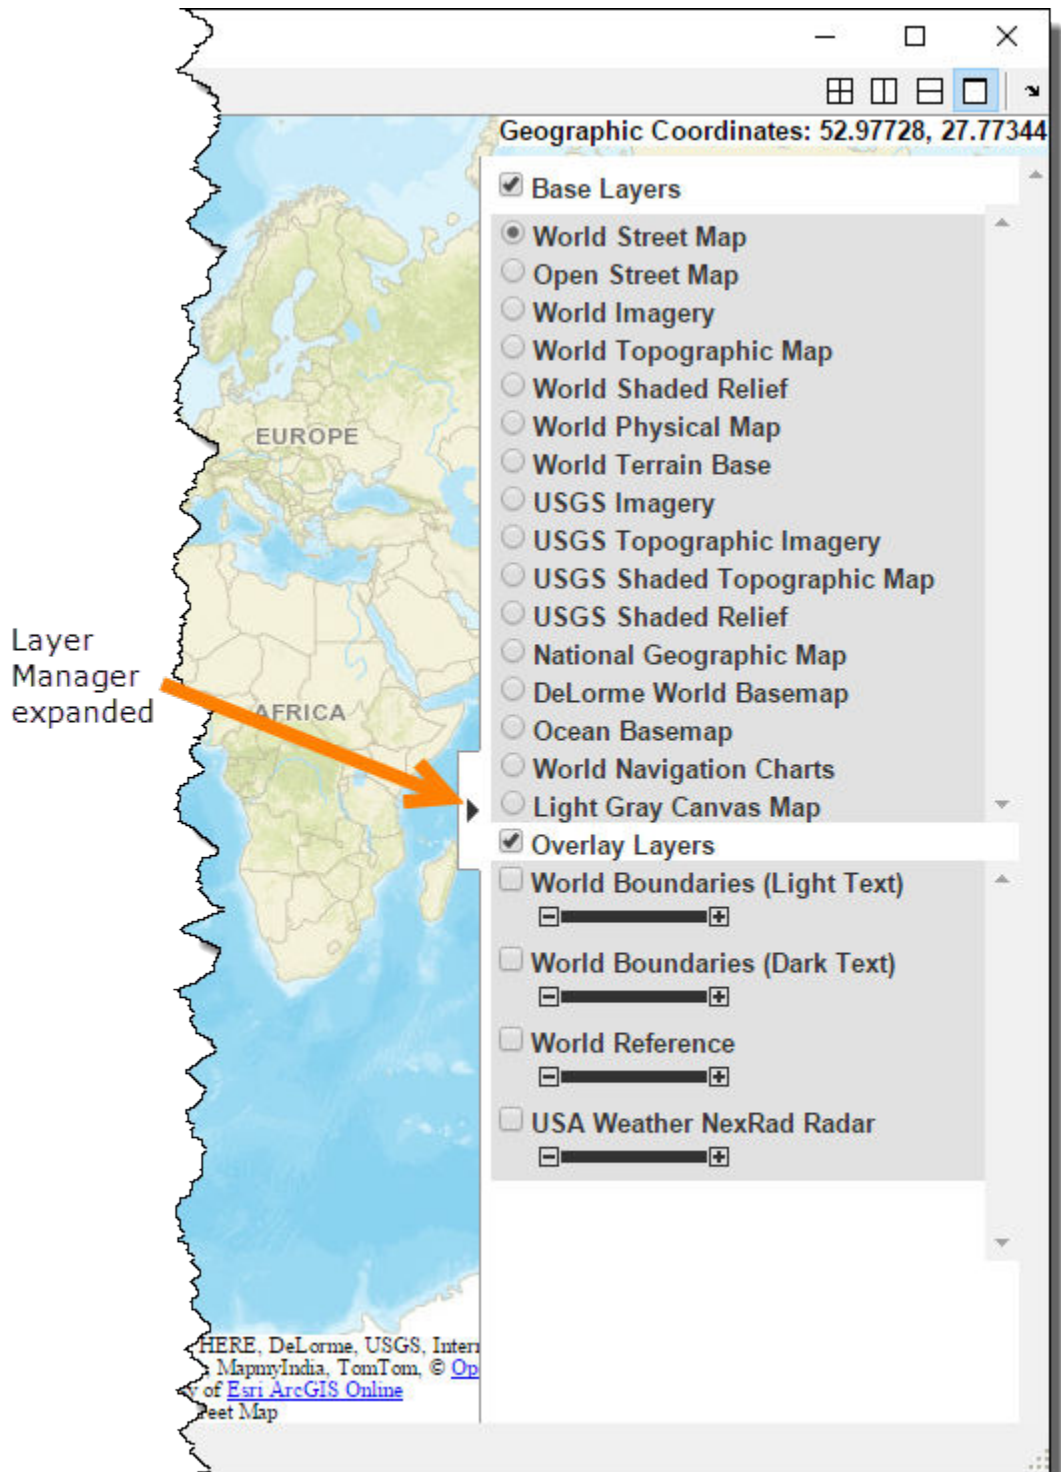 Geographic Coordinates: 52.97728, 27.77344
Base Layers
World Street Map
Open Street Map
World Imagery
World Topographic Map
World Shaded Relief
World Physical Map
World Terrain Base
USGS Imagery
USGS Topographic Imagery
USGS Shaded Topographic Map
USGS Shaded Relief
National Geographic Map
DeLorme World Basemap
Ocean Basemap
World Navigation Charts
Light Gray Canvas Map
Overlay Layers
World Boundaries (Light Text)
World Boundaries (Dark Text)
World Reference
USA Weather NexRad Radar
EUROPE
AFRICA
Layer
Manager
expanded
HERE, DeLorme, USGS, Intern
MapmyIndia, TomTom, © Op
of Esri ArcGIS Online
reet Map